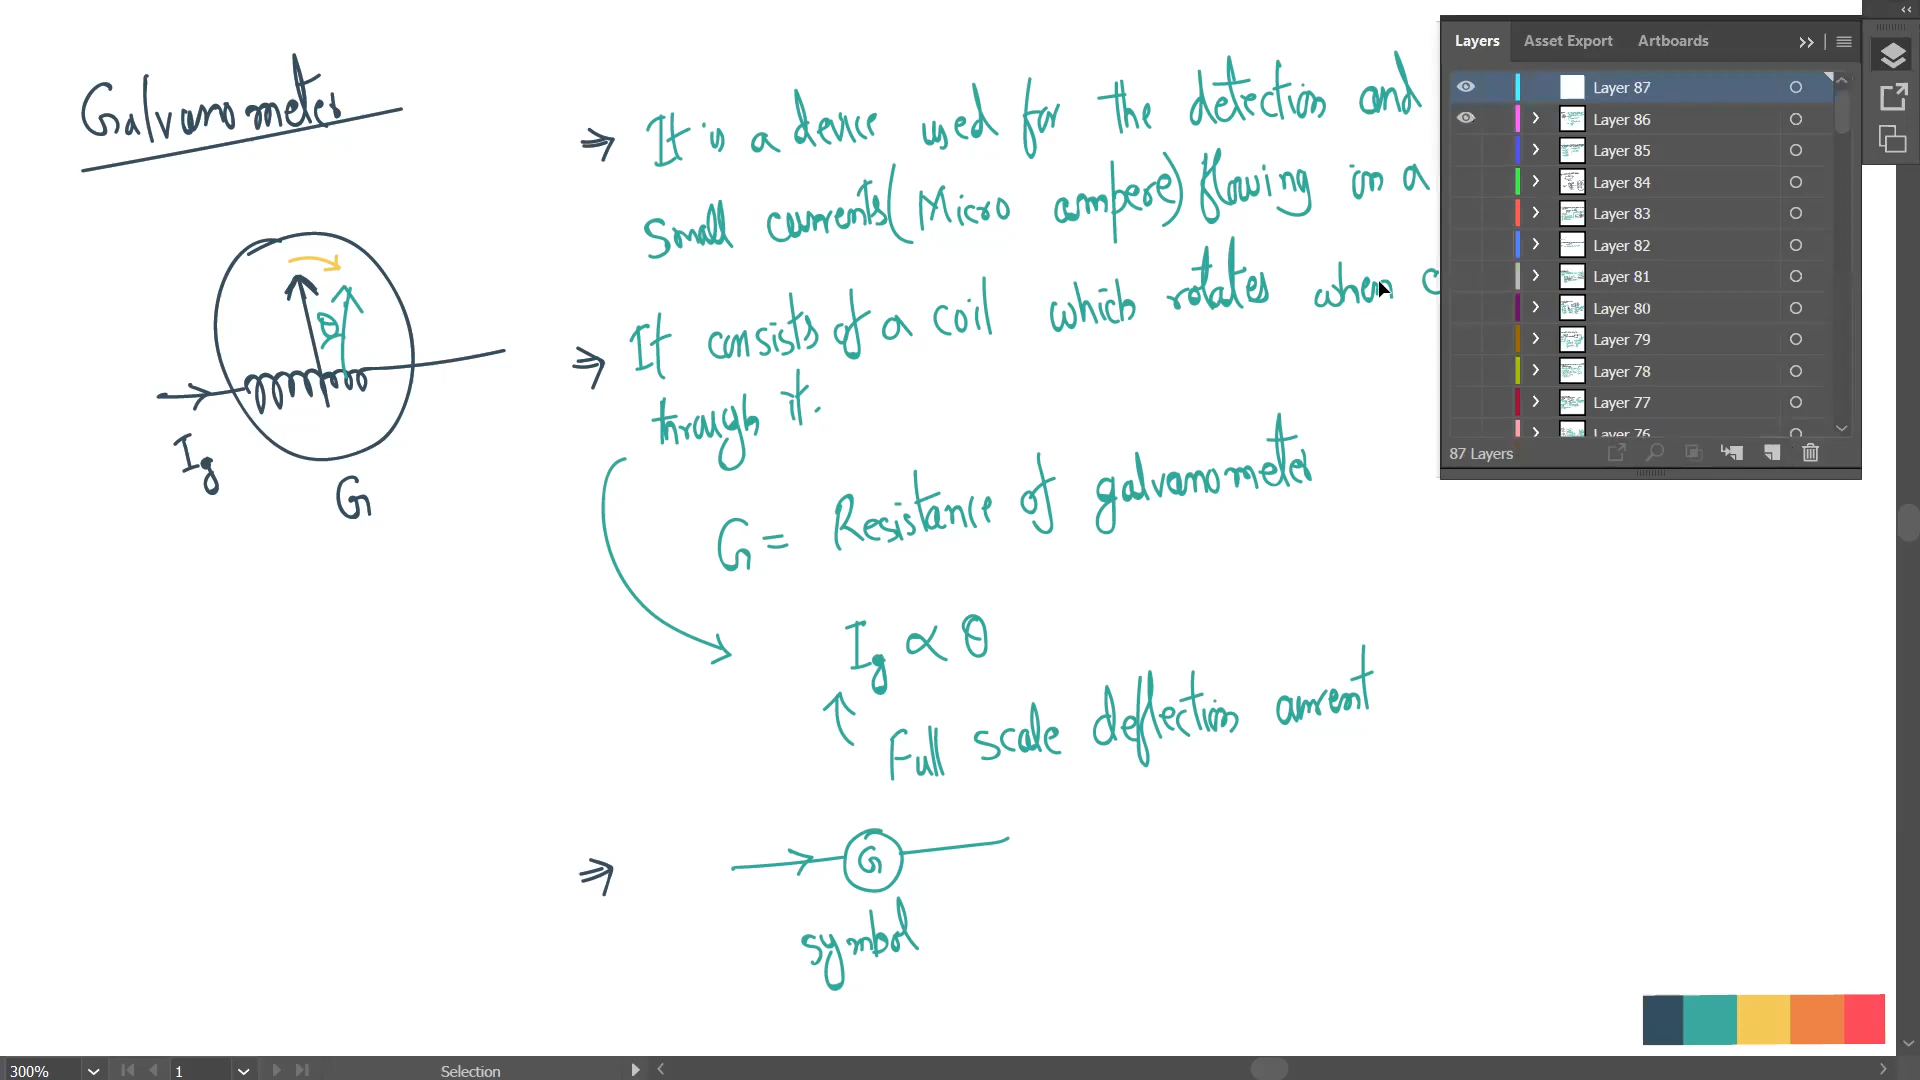 Galvanometer
⇒ It is a device used for the detection and
small currents (Micro ampere) flowing in a
⇒ It consists of a coil which rotates when c
through it.
θ
Ig
G
G = Resistance of galvanometer
Ig ∝ θ
↑ Full scale deflection current
⇒
G
symbol
Layers Asset Export Artboards
Layer 87
Layer 86
Layer 85
Layer 84
Layer 83
Layer 82
Layer 81
Layer 80
Layer 79
Layer 78
Layer 77
Layer 76
87 Layers
300% 1 Selection